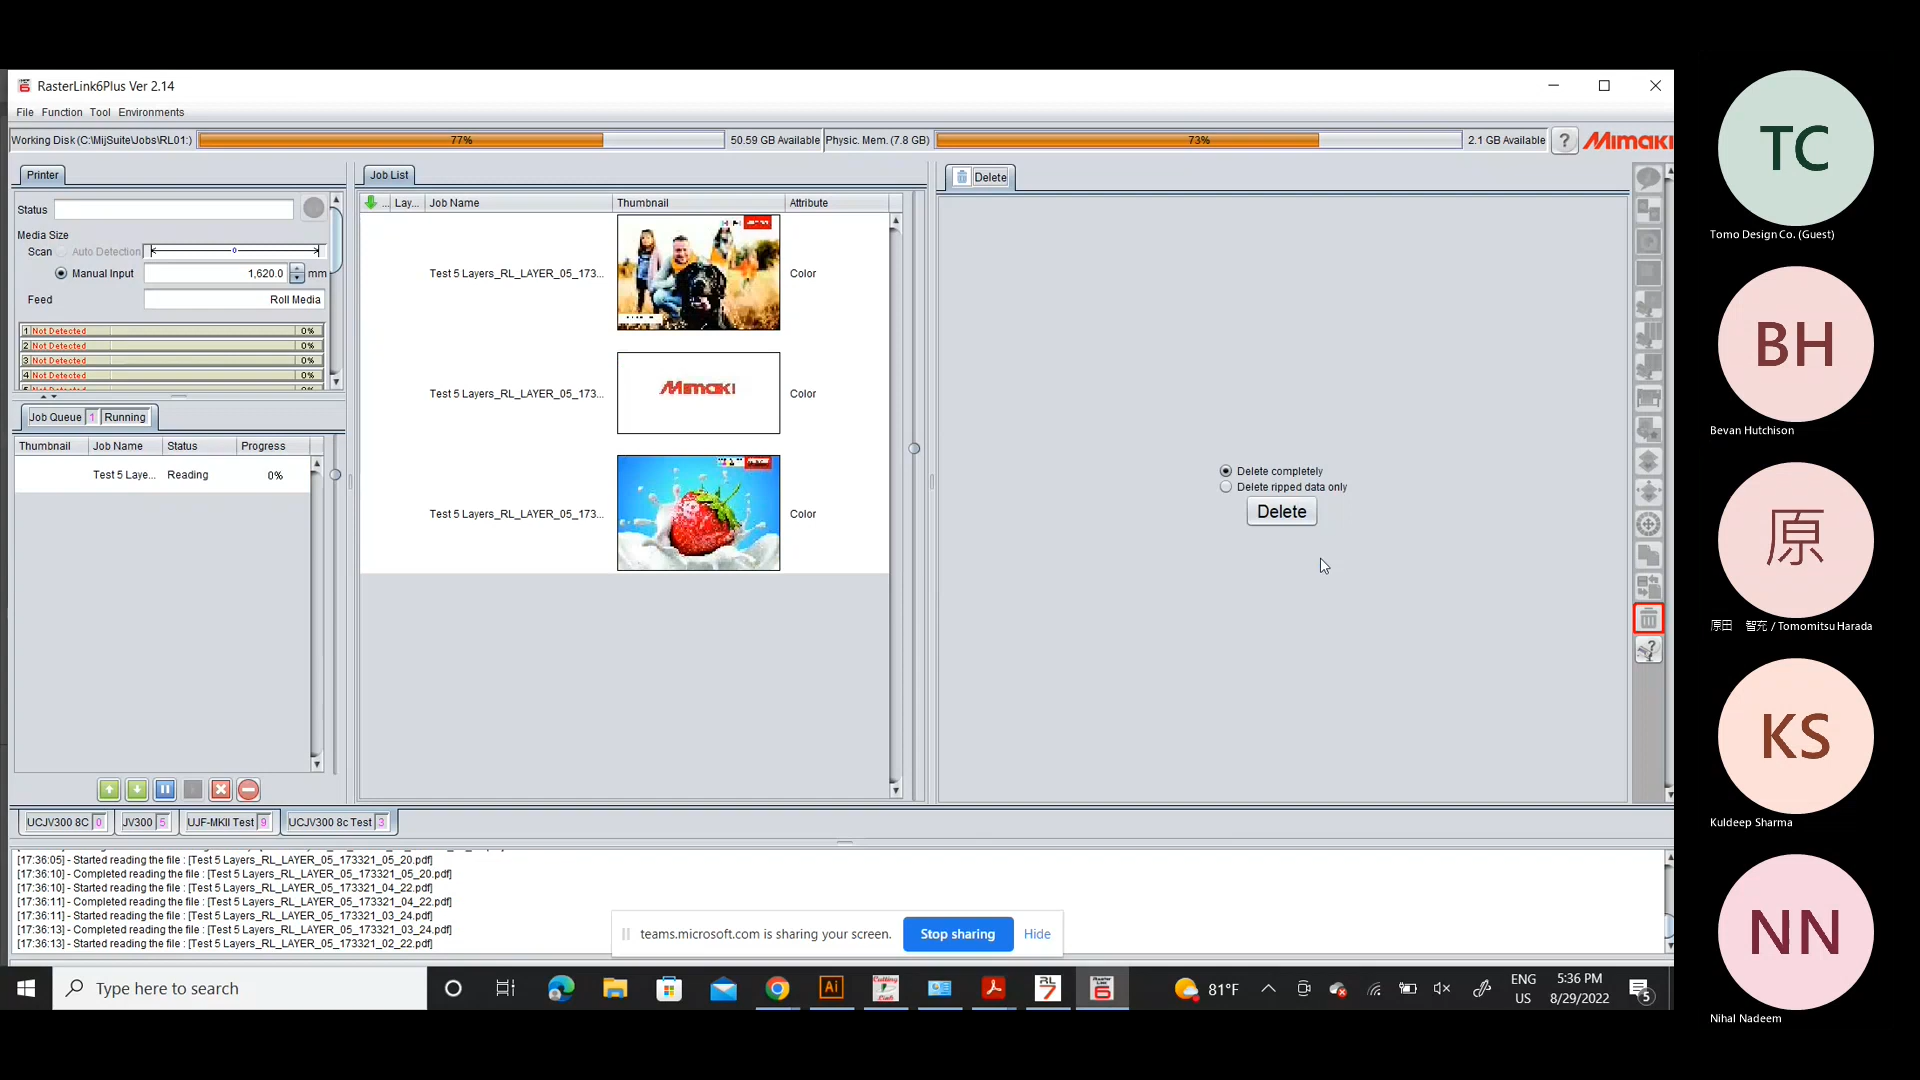 RasterLink6Plus Ver 2.14
File Function Tool Environments
Working Disk (C:\MijSuite\Jobs\RL01:)
77%
50.59 GB Available
Physic. Mem. (7.8 GB)
73%
2.1 GB Available
?
Mimaki
Printer
Status
Media Size
Scan
Auto Detection
0
Manual Input
1,620.0
mm
Feed
Roll Media
1 Not Detected 0%
2 Not Detected 0%
3 Not Detected 0%
4 Not Detected 0%
Job Queue 1 Running
Thumbnail Job Name Status Progress
Test 5 Laye... Reading 0%
Job List
... Lay... Job Name Thumbnail Attribute
Test 5 Layers_RL_LAYER_05_173... Color
Test 5 Layers_RL_LAYER_05_173... Mimaki Color
Test 5 Layers_RL_LAYER_05_173... Color
Delete
Delete completely
Delete ripped data only
Delete
UCJV300 8C 0
JV300 5
UJF-MKII Test 9
UCJV300 8c Test 3
[17:36:05] - Started reading the file : [Test 5 Layers_RL_LAYER_05_173321_05_20.pdf]
[17:36:10] - Completed reading the file : [Test 5 Layers_RL_LAYER_05_173321_05_20.pdf]
[17:36:10] - Started reading the file : [Test 5 Layers_RL_LAYER_05_173321_04_22.pdf]
[17:36:11] - Completed reading the file : [Test 5 Layers_RL_LAYER_05_173321_04_22.pdf]
[17:36:11] - Started reading the file : [Test 5 Layers_RL_LAYER_05_173321_03_24.pdf]
[17:36:13] - Completed reading the file : [Test 5 Layers_RL_LAYER_05_173321_03_24.pdf]
[17:36:13] - Started reading the file : [Test 5 Layers_RL_LAYER_05_173321_02_22.pdf]
teams.microsoft.com is sharing your screen.
Stop sharing
Hide
Type here to search
Ai
RL 7
Raster Link 6
81°F
ENG
US
5:36 PM
8/29/2022
5
TC
Tomo Design Co. (Guest)
BH
Bevan Hutchison
原
原田 智充 / Tomomitsu Harada
KS
Kuldeep Sharma
NN
Nihal Nadeem